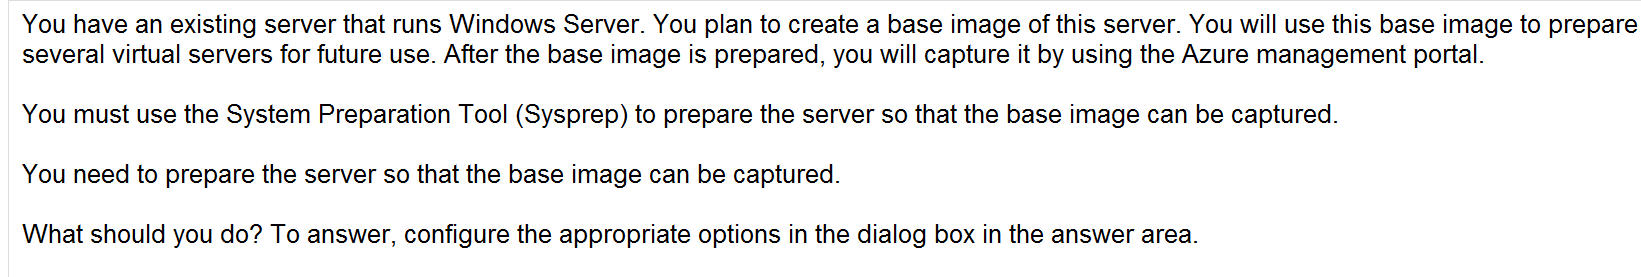 You have an existing server that runs Windows Server. You plan to create a base image of this server. You will use this base image to prepare
several virtual servers for future use. After the base image is prepared, you will capture it by using the Azure management portal.
You must use the System Preparation Tool (Sysprep) to prepare the server so that the base image can be captured.
You need to prepare the server so that the base image can be captured.
What should you do? To answer, configure the appropriate options in the dialog box in the answer area.